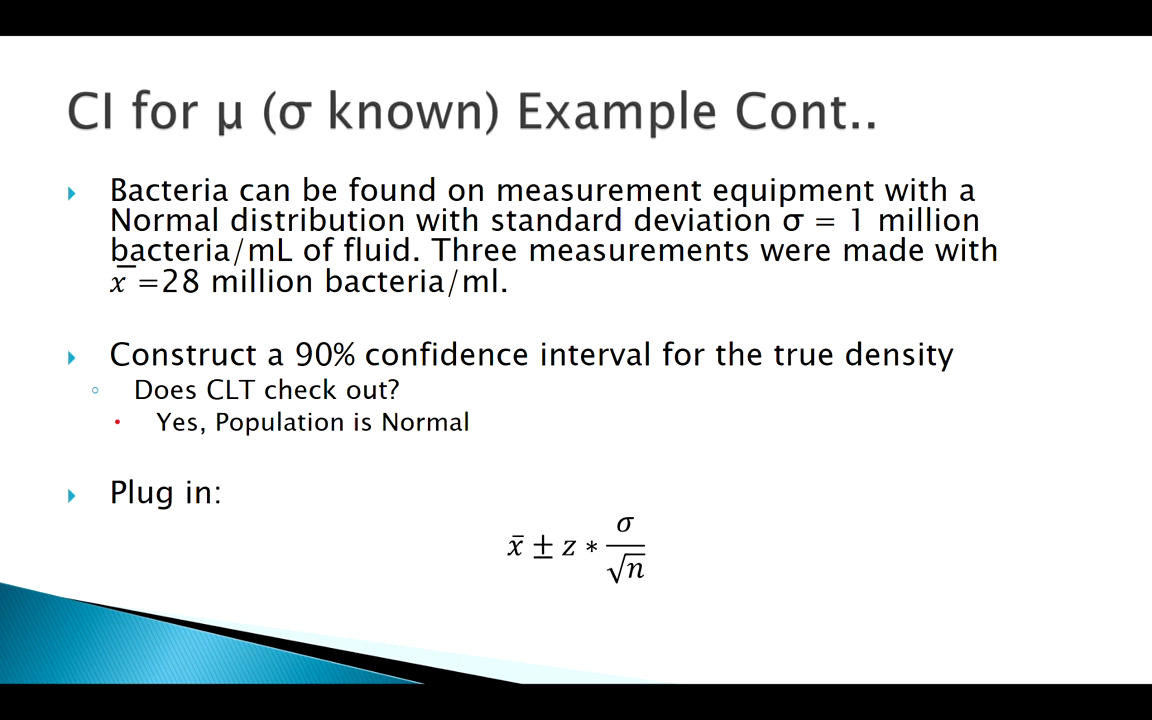 CI for μ (σ known) Example Cont..
Bacteria can be found on measurement equipment with a
Normal distribution with standard deviation σ = 1 million
bacteria/mL of fluid. Three measurements were made with
x̄ =28 million bacteria/ml.
Construct a 90% confidence interval for the true density
Does CLT check out?
Yes, Population is Normal
Plug in:
x̄ ± z * σ/√n